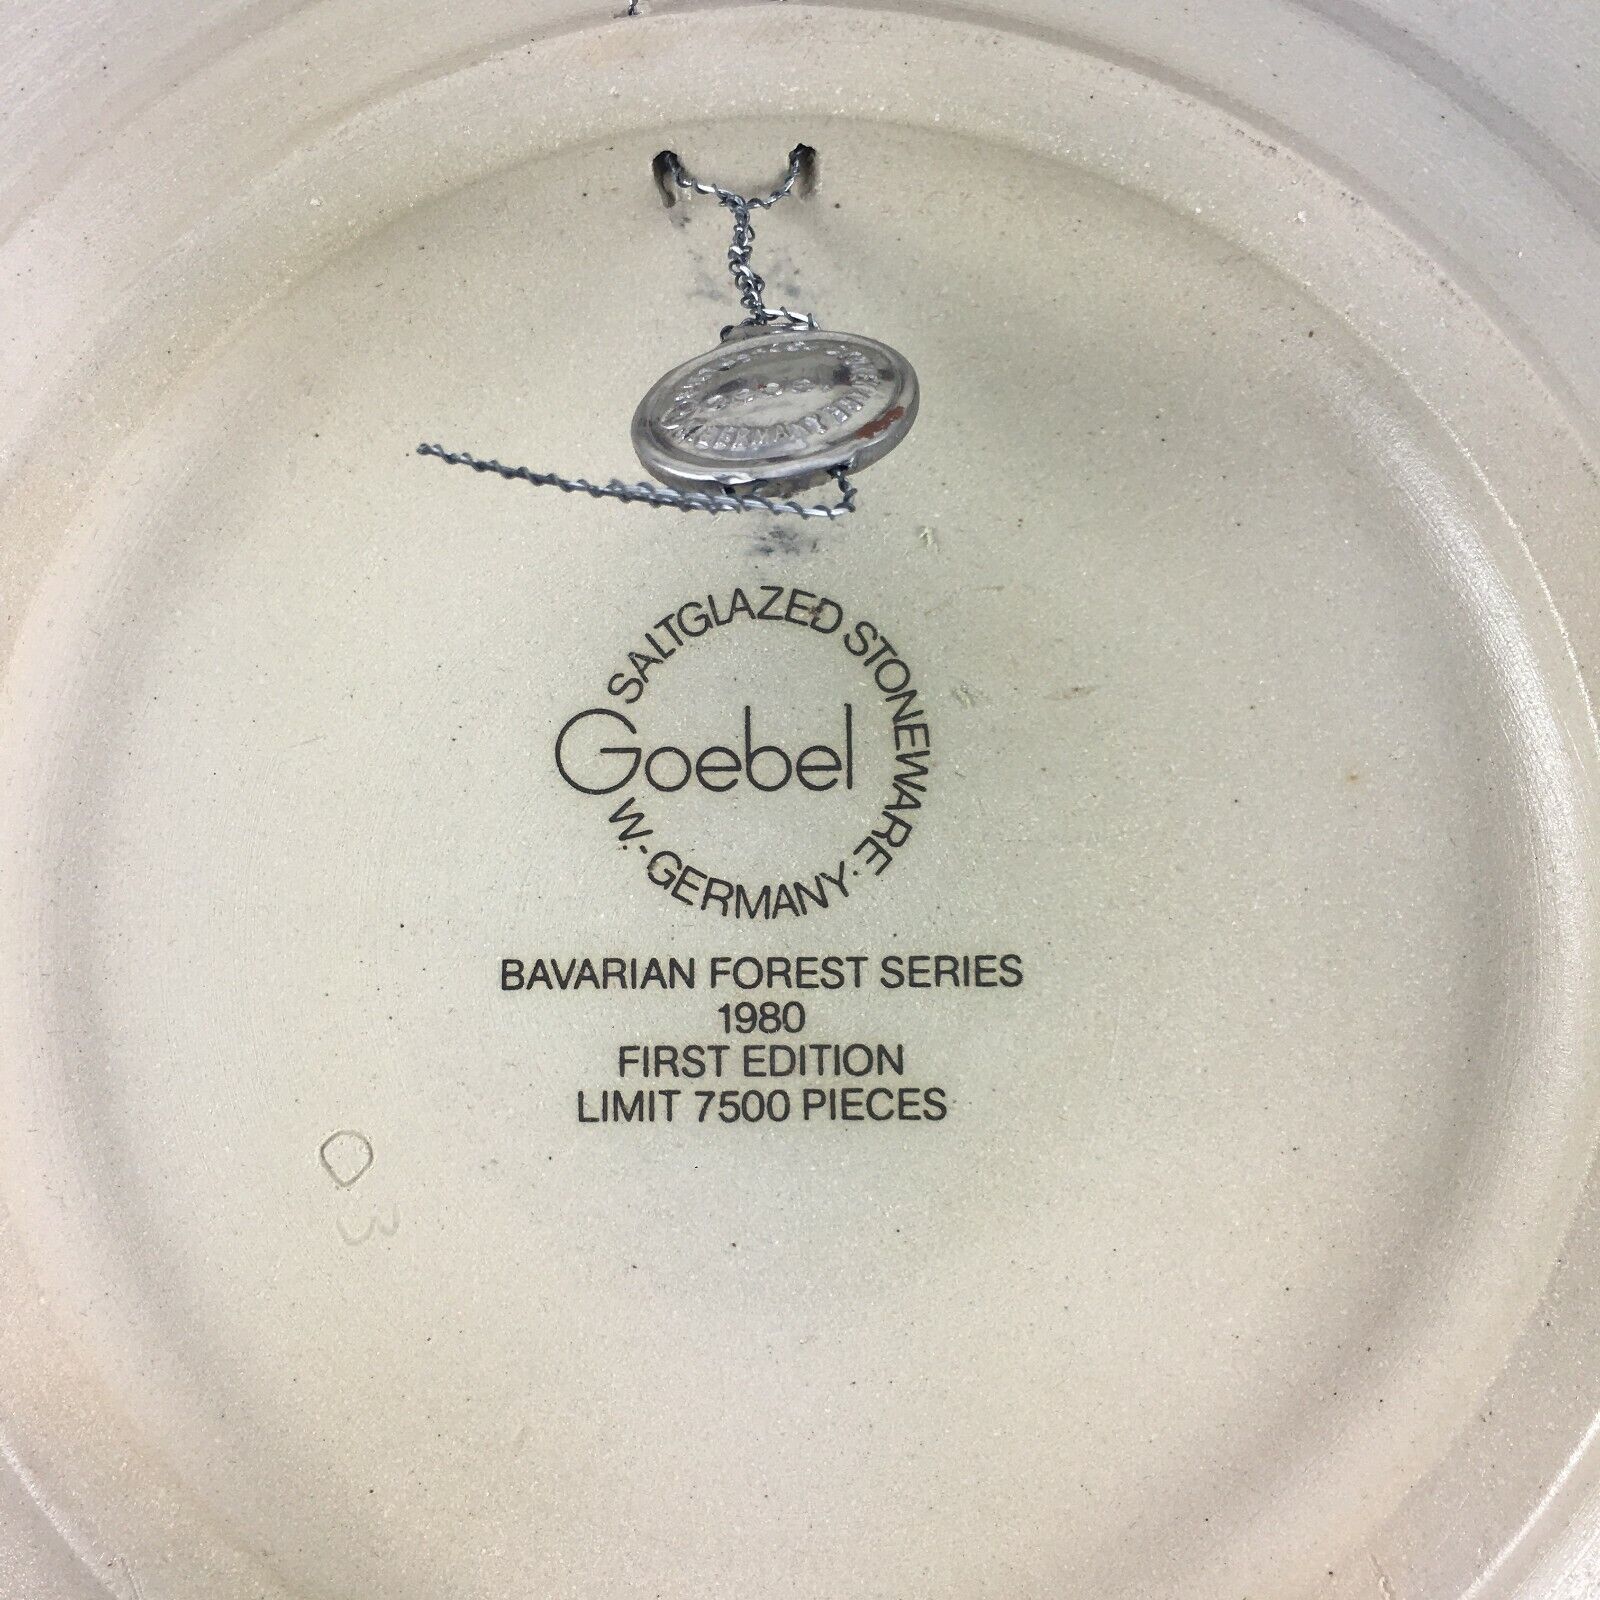 SALTGLAZED STONEWARE·
W.-GERMANY·
Goebel
BAVARIAN FOREST SERIES
1980
FIRST EDITION
LIMIT 7500 PIECES